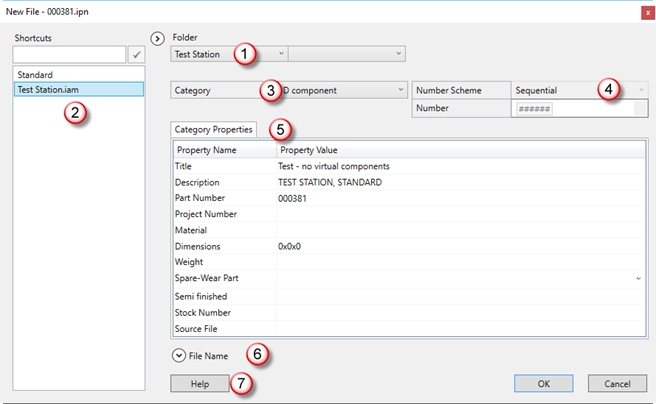 New File - 000381.ipn
x
Shortcuts
Standard
Test Station.iam
2
Folder
Test Station 1
Category 3 D component
Number Scheme Sequential 4
Number ######
Category Properties 5
Property Name Property Value
Title Test - no virtual components
Description TEST STATION, STANDARD
Part Number 000381
Project Number
Material
Dimensions 0x0x0
Weight
Spare-Wear Part
Semi finished
Stock Number
Source File
File Name 6
Help 7
OK Cancel